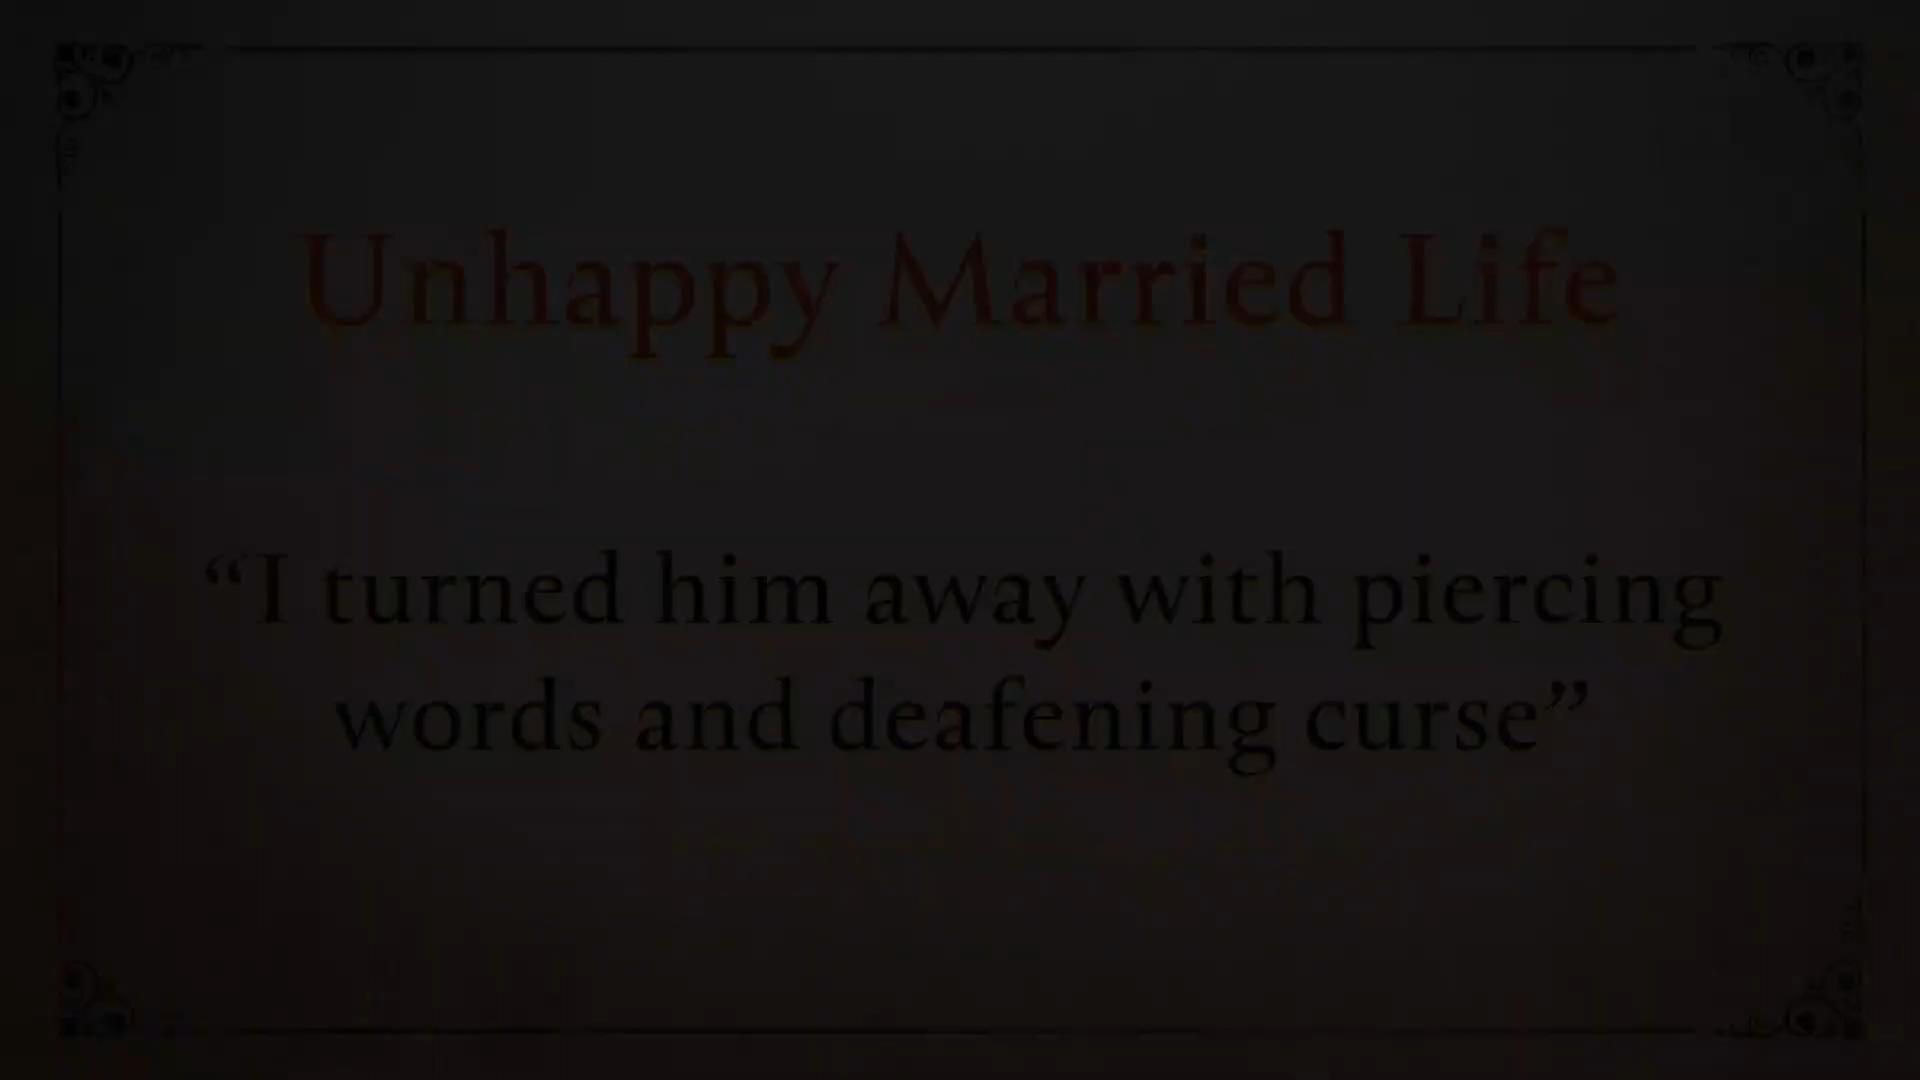 Unhappy Married Life
“I turned him away with piercing
words and deafening curse”